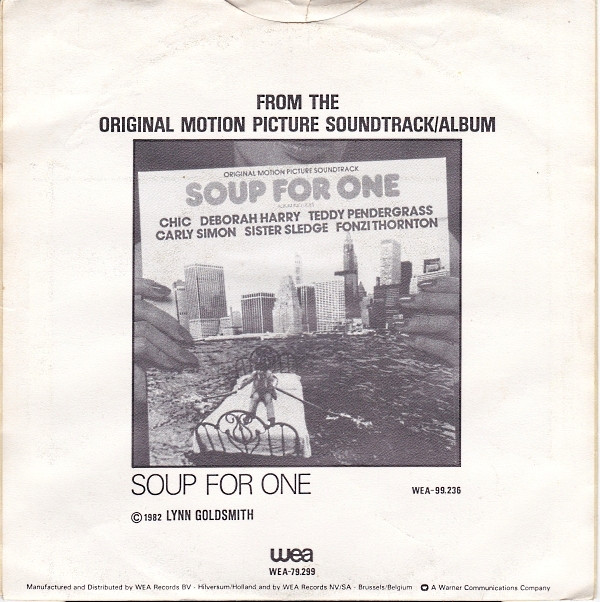 FROM THE
ORIGINAL MOTION PICTURE SOUNDTRACK/ALBUM
ORIGINAL MOTION PICTURE SOUNDTRACK
SOUP FOR ONE
CHIC DEBORAH HARRY TEDDY PENDERGRASS
CARLY SIMON SISTER SLEDGE FONZI THORNTON
SOUP FOR ONE
WEA-99.236
©1982 LYNN GOLDSMITH
wea
WEA-79.299
Manufactured and Distributed by WEA Records BV - Hilversum/Holland and by WEA Records NV/SA - Brussels/Belgium A Warner Communications Company